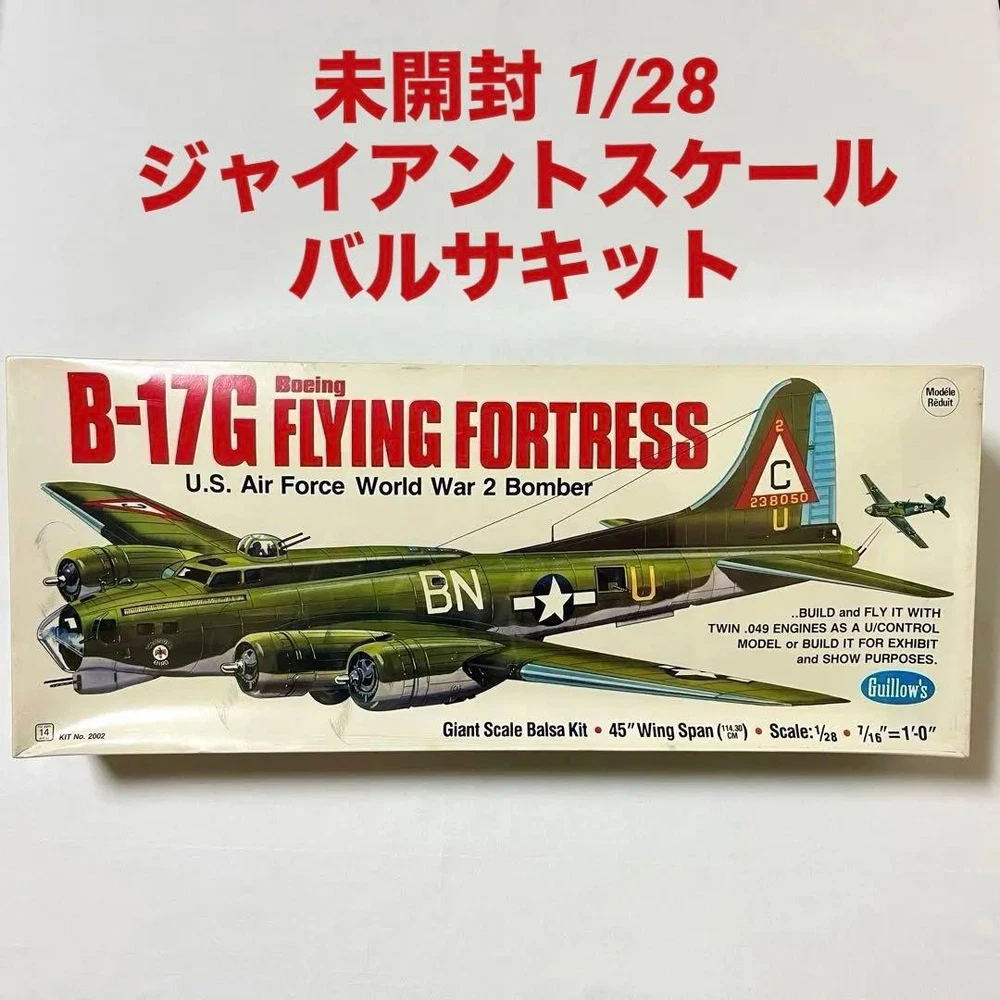 未開封 1/28
ジャイアントスケール
バルサキット
Boeing
B-17G FLYING FORTRESS
U.S. Air Force World War 2 Bomber
Modéle
Réduit
2
C
238050
U
BN
U
..BUILD and FLY IT WITH
TWIN .049 ENGINES AS A U/CONTROL
MODEL or BUILD IT FOR EXHIBIT
and SHOW PURPOSES.
Guillow's
14
KIT No. 2002
Giant Scale Balsa Kit • 45" Wing Span (114.30 CM) • Scale: 1/28 • 7/16"=1'-0"